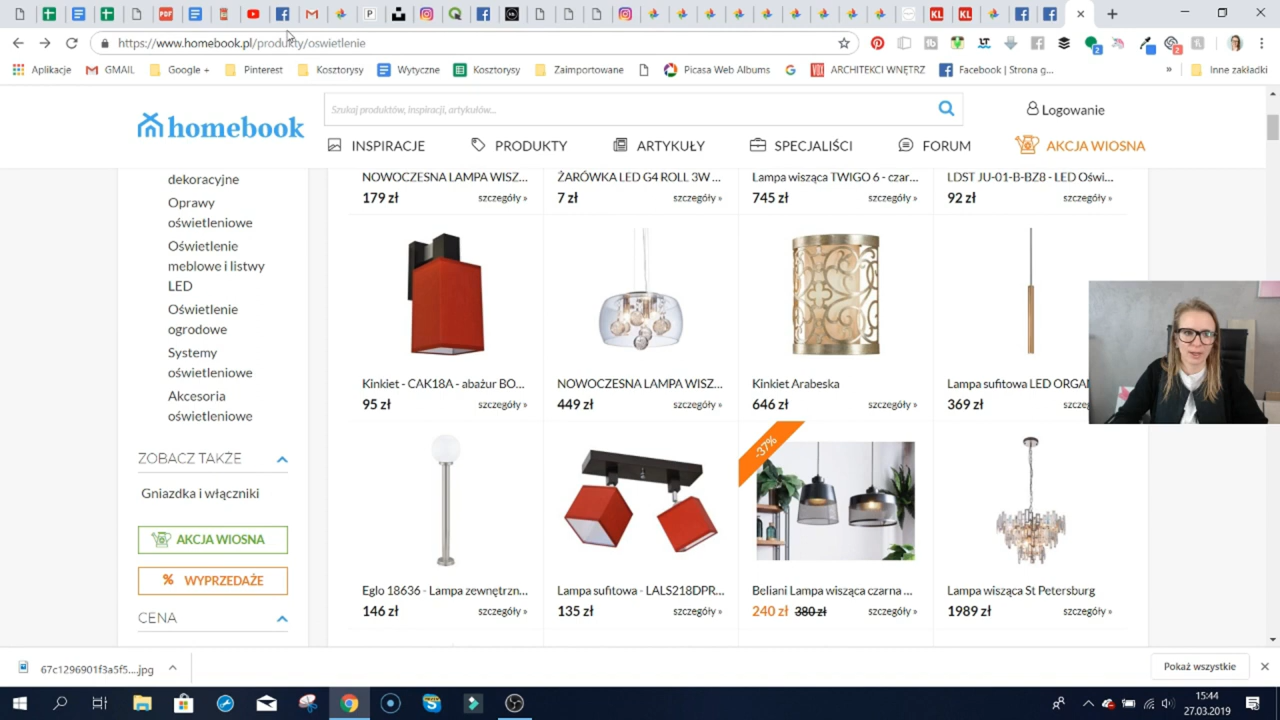 https://www.homebook.pl/produkty/oswietlenie
Aplikacje
GMAIL
Google +
Pinterest
Kosztorysy
Wytyczne
Kosztorysy
Zaimportowane
Picasa Web Albums
ARCHITEKCI WNĘTRZ
Facebook | Strona g...
»
Inne zakładki
homebook
Szukaj produktów, inspiracji, artykułów...
Logowanie
INSPIRACJE
PRODUKTY
ARTYKUŁY
SPECJALIŚCI
FORUM
AKCJA WIOSNA
dekoracyjne
Oprawy
oświetleniowe
Oświetlenie
meblowe i listwy
LED
Oświetlenie
ogrodowe
Systemy
oświetleniowe
Akcesoria
oświetleniowe
ZOBACZ TAKŻE
Gniazdka i włączniki
AKCJA WIOSNA
% WYPRZEDAŻE
CENA
NOWOCZESNA LAMPA WISZ...
179 zł
szczegóły »
ŻARÓWKA LED G4 ROLL 3W ...
7 zł
szczegóły »
Lampa wisząca TWIGO 6 - czar...
745 zł
szczegóły »
LDST JU-01-B-BZ8 - LED Oświ...
92 zł
szczegóły »
Kinkiet - CAK18A - abażur BO...
95 zł
szczegóły »
NOWOCZESNA LAMPA WISZ...
449 zł
szczegóły »
Kinkiet Arabeska
646 zł
szczegóły »
Lampa sufitowa LED ORGA
369 zł
Eglo 18636 - Lampa zewnętrzn...
146 zł
szczegóły »
Lampa sufitowa - LALS218DPR...
135 zł
szczegóły »
-37%
Beliani Lampa wisząca czarna ...
240 zł 380 zł
szczegóły »
Lampa wisząca St Petersburg
1989 zł
szczegóły »
67c1296901f3a5f5....jpg
Pokaż wszystkie
15:44
27.03.2019